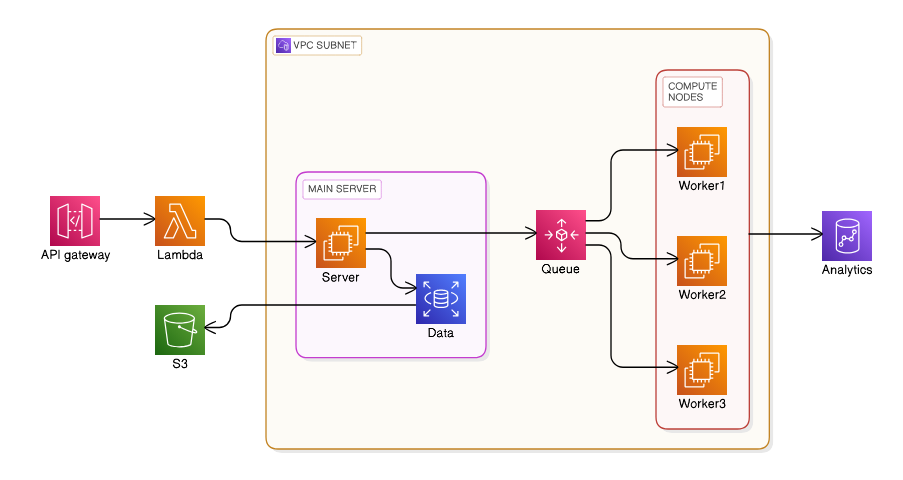 VPC SUBNET
COMPUTE
NODES
Worker1
MAIN SERVER
API gateway
Lambda
Server
Queue
Worker2
Analytics
Data
S3
Worker3